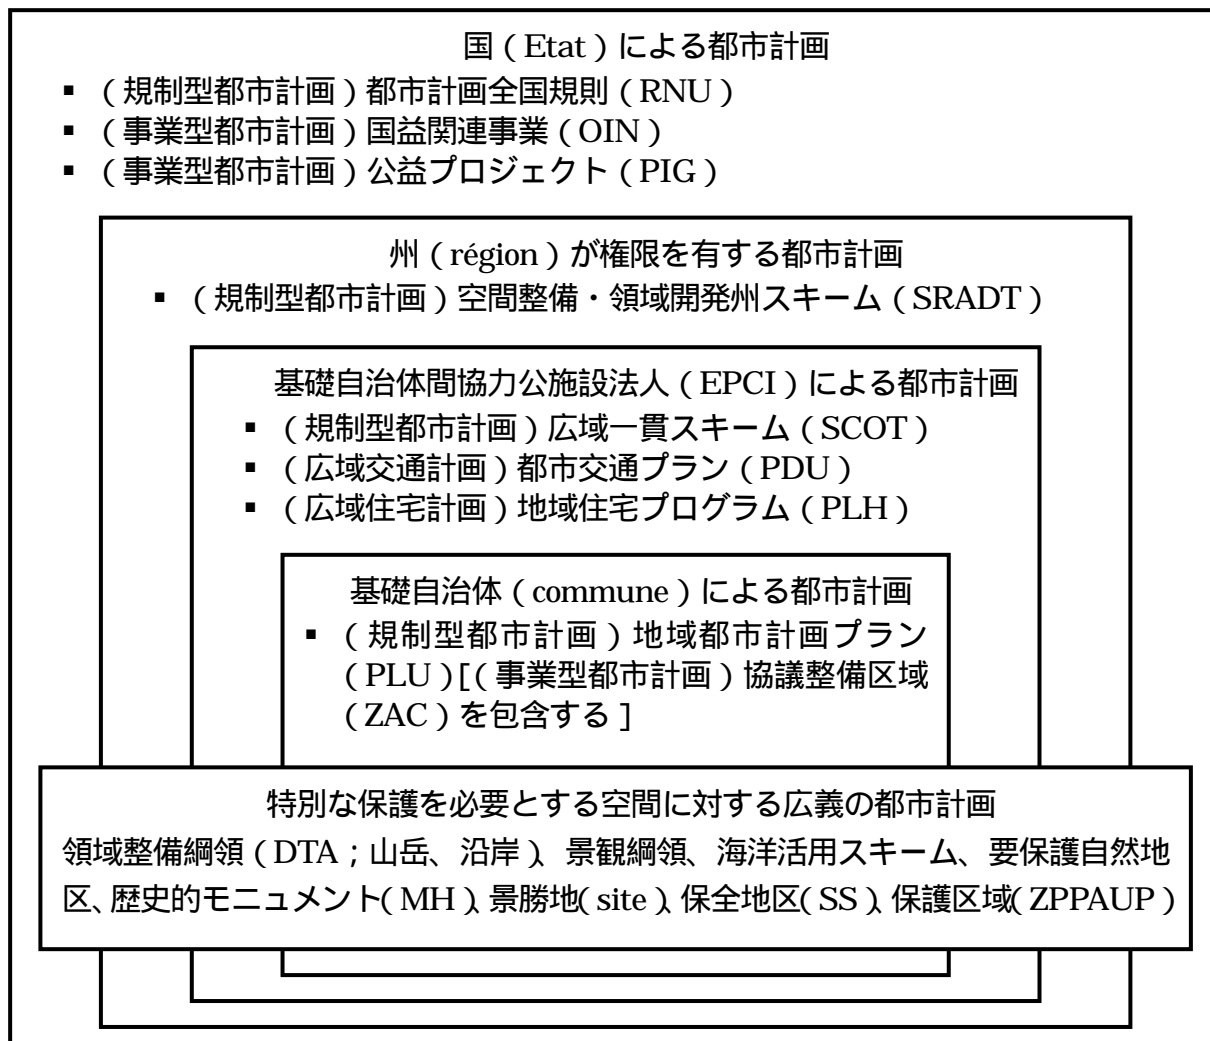 国（Etat）による都市計画
▪ （規制型都市計画）都市計画全国規則（RNU）
▪ （事業型都市計画）国益関連事業（OIN）
▪ （事業型都市計画）公益プロジェクト（PIG）
州（région）が権限を有する都市計画
▪ （規制型都市計画）空間整備・領域開発州スキーム（SRADT）
基礎自治体間協力公施設法人（EPCI）による都市計画
▪ （規制型都市計画）広域一貫スキーム（SCOT）
▪ （広域交通計画）都市交通プラン（PDU）
▪ （広域住宅計画）地域住宅プログラム（PLH）
基礎自治体（commune）による都市計画
▪ （規制型都市計画）地域都市計画プラン
（PLU）[（事業型都市計画）協議整備区域
（ZAC）を包含する］
特別な保護を必要とする空間に対する広義の都市計画
領域整備綱領（DTA；山岳、沿岸）、景観綱領、海洋活用スキーム、要保護自然地
区、歴史的モニュメント（MH）、景勝地（site）、保全地区（SS）、保護区域（ZPPAUP）